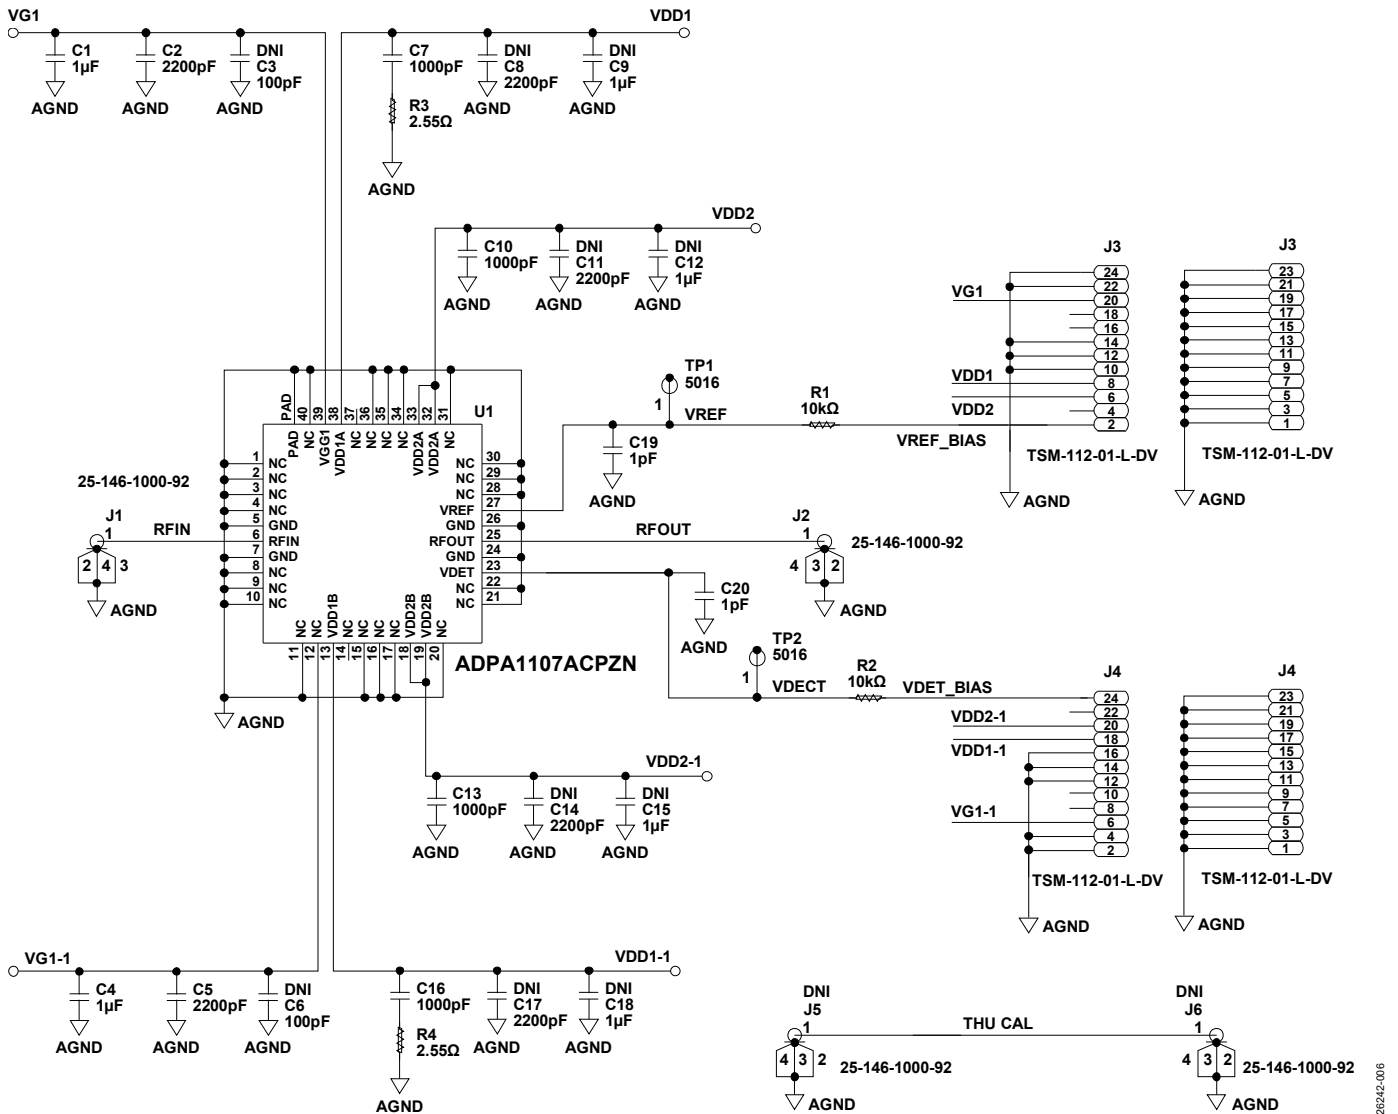 VG1
VDD1
C1
1µF
AGND
C2
2200pF
AGND
DNI
C3
100pF
AGND
C7
1000pF
R3
2.55Ω
AGND
DNI
C8
2200pF
AGND
DNI
C9
1µF
AGND
VDD2
C10
1000pF
AGND
DNI
C11
2200pF
AGND
DNI
C12
1µF
AGND
J3
24
22
20
18
16
14
12
10
8
6
4
2
VG1
VDD1
VDD2
VREF_BIAS
TSM-112-01-L-DV
AGND
J3
23
21
19
17
15
13
11
9
7
5
3
1
TSM-112-01-L-DV
AGND
TP1
5016
1
VREF
R1
10kΩ
C19
1pF
AGND
U1
PAD
40
39
38
37
36
35
34
33
32
31
PAD
NC
VGG1
VDD1A
NC
NC
NC
NC
VDD2A
VDD2A
NC
1 NC
2 NC
3 NC
4 NC
5 GND
6 RFIN
7 GND
8 NC
9 NC
10 NC
NC 30
NC 29
NC 28
VREF 27
GND 26
RFOUT 25
GND 24
VDET 23
NC 22
NC 21
NC
NC
VDD1B
NC
NC
NC
NC
VDD2B
VDD2B
NC
11
12
13
14
15
16
17
18
19
20
ADPA1107ACPZN
AGND
25-146-1000-92
J1
1
RFIN
2 4 3
AGND
RFOUT
J2
1
25-146-1000-92
4 3 2
AGND
C20
1pF
AGND
TP2
5016
1
VDECT
R2
10kΩ
VDET_BIAS
J4
24
22
20
18
16
14
12
10
8
6
4
2
VDD2-1
VDD1-1
VG1-1
TSM-112-01-L-DV
AGND
J4
23
21
19
17
15
13
11
9
7
5
3
1
TSM-112-01-L-DV
AGND
VDD2-1
C13
1000pF
AGND
DNI
C14
2200pF
AGND
DNI
C15
1µF
AGND
VG1-1
VDD1-1
C4
1µF
AGND
C5
2200pF
AGND
DNI
C6
100pF
AGND
C16
1000pF
R4
2.55Ω
AGND
DNI
C17
2200pF
AGND
DNI
C18
1µF
AGND
DNI
J5
1
THU CAL
4 3 2
25-146-1000-92
AGND
DNI
J6
1
4 3 2
25-146-1000-92
AGND
26242-006